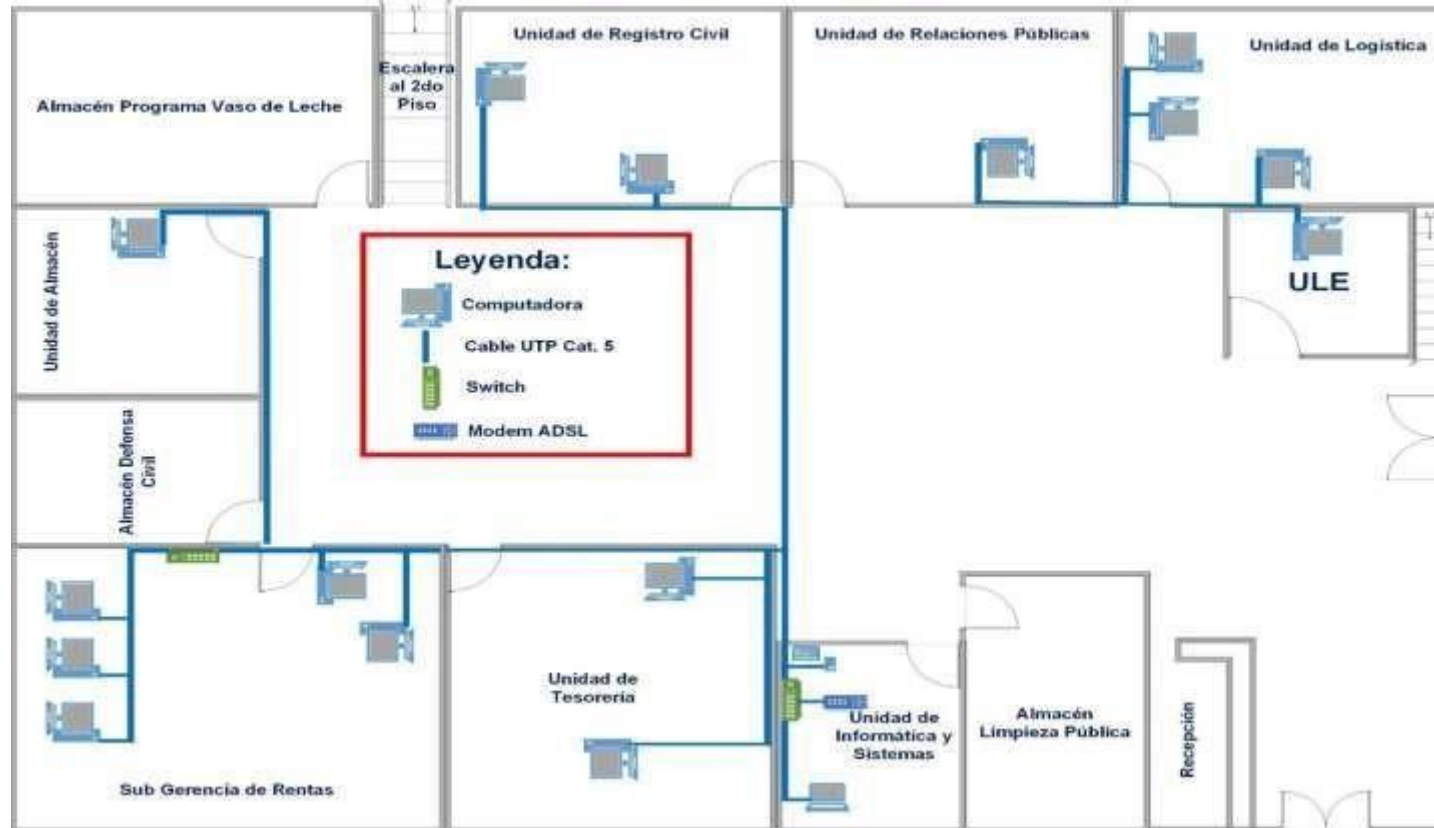 Unidad de Registro Civil
Unidad de Relaciones Públicas
Unidad de Logística
Escalera
al 2do
Piso
Almacén Programa Vaso de Leche
Unidad de Almacén
Leyenda:
Computadora
Cable UTP Cat. 5
Switch
Modem ADSL
ULE
Almacén Defensa
Civil
Unidad de
Tesorería
Sub Gerencia de Rentas
Unidad de
Informática y
Sistemas
Almacén
Limpieza Pública
Recepción